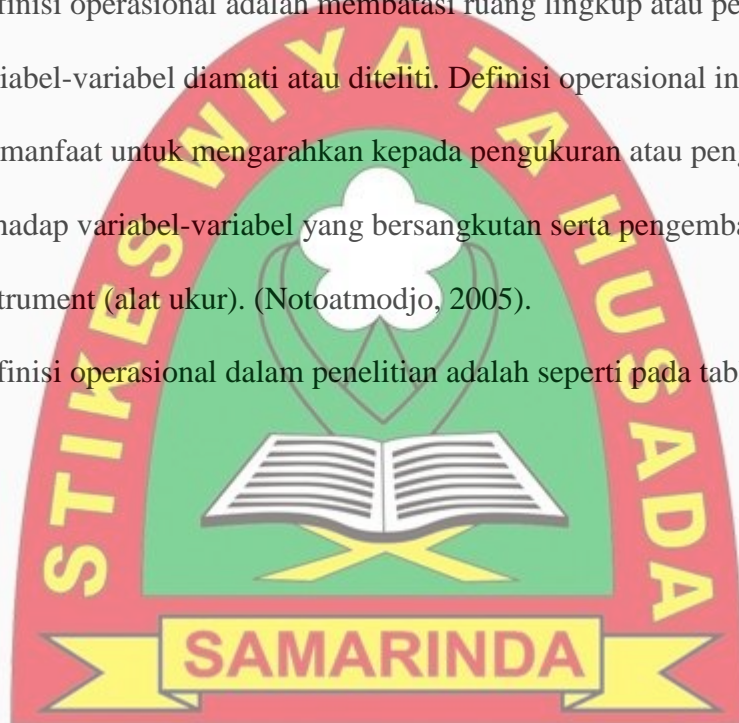 finisi operasional adalah membatasi ruang lingkup atau pe
iabel-variabel diamati atau diteliti. Definisi operasional in
manfaat untuk mengarahkan kepada pengukuran atau peng
hadap variabel-variabel yang bersangkutan serta pengemba
trument (alat ukur). (Notoatmodjo, 2005).
finisi operasional dalam penelitian adalah seperti pada tab
STIKES WIYATA HUSADA
SAMARINDA